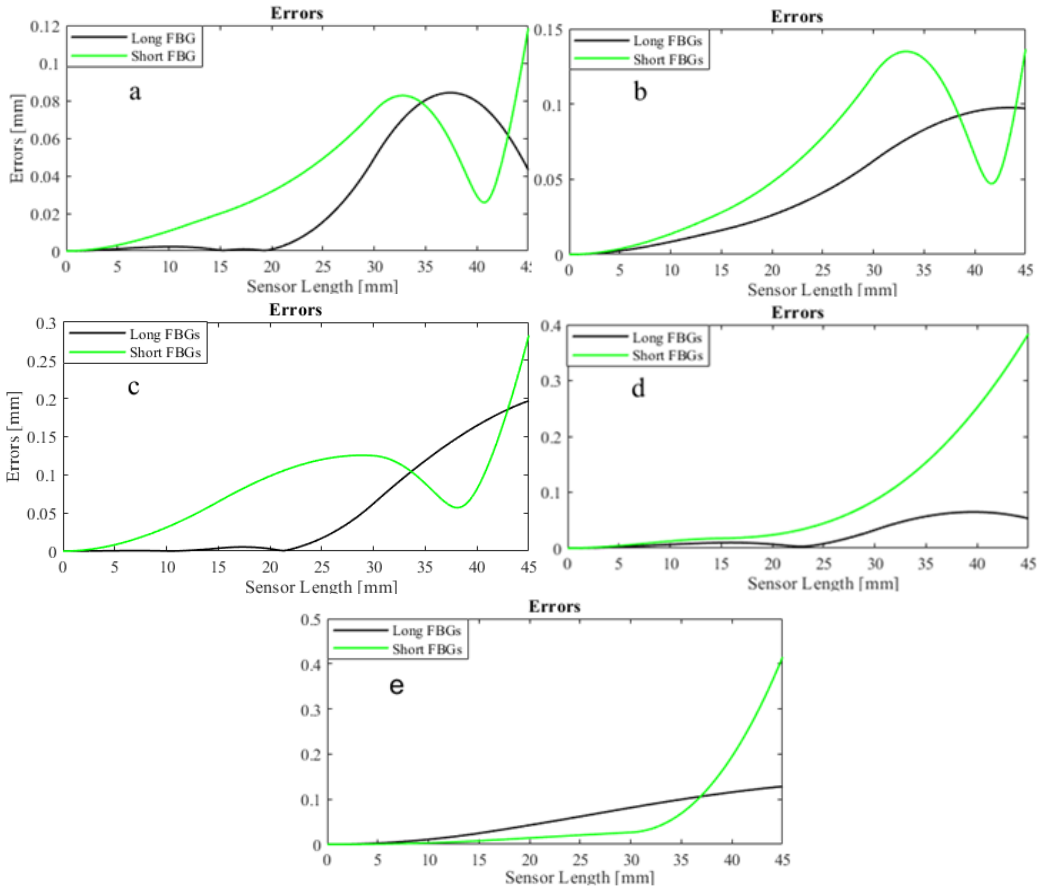 Errors
Long FBG
Short FBG
a
Errors [mm]
0.12
0.1
0.08
0.06
0.04
0.02
0
0 5 10 15 20 25 30 35 40 45
Sensor Length [mm]
Errors
Long FBGs
Short FBGs
b
0.15
0.1
0.05
0
0 5 10 15 20 25 30 35 40 45
Sensor Length [mm]
Errors
Long FBGs
Short FBGs
c
Errors [mm]
0.3
0.25
0.2
0.15
0.1
0.05
0
0 5 10 15 20 25 30 35 40 45
Sensor Length [mm]
Errors
Long FBGs
Short FBGs
d
0.4
0.3
0.2
0.1
0
0 5 10 15 20 25 30 35 40 45
Sensor Length [mm]
Errors
Long FBGs
Short FBGs
e
0.5
0.4
0.3
0.2
0.1
0
0 5 10 15 20 25 30 35 40 45
Sensor Length [mm]